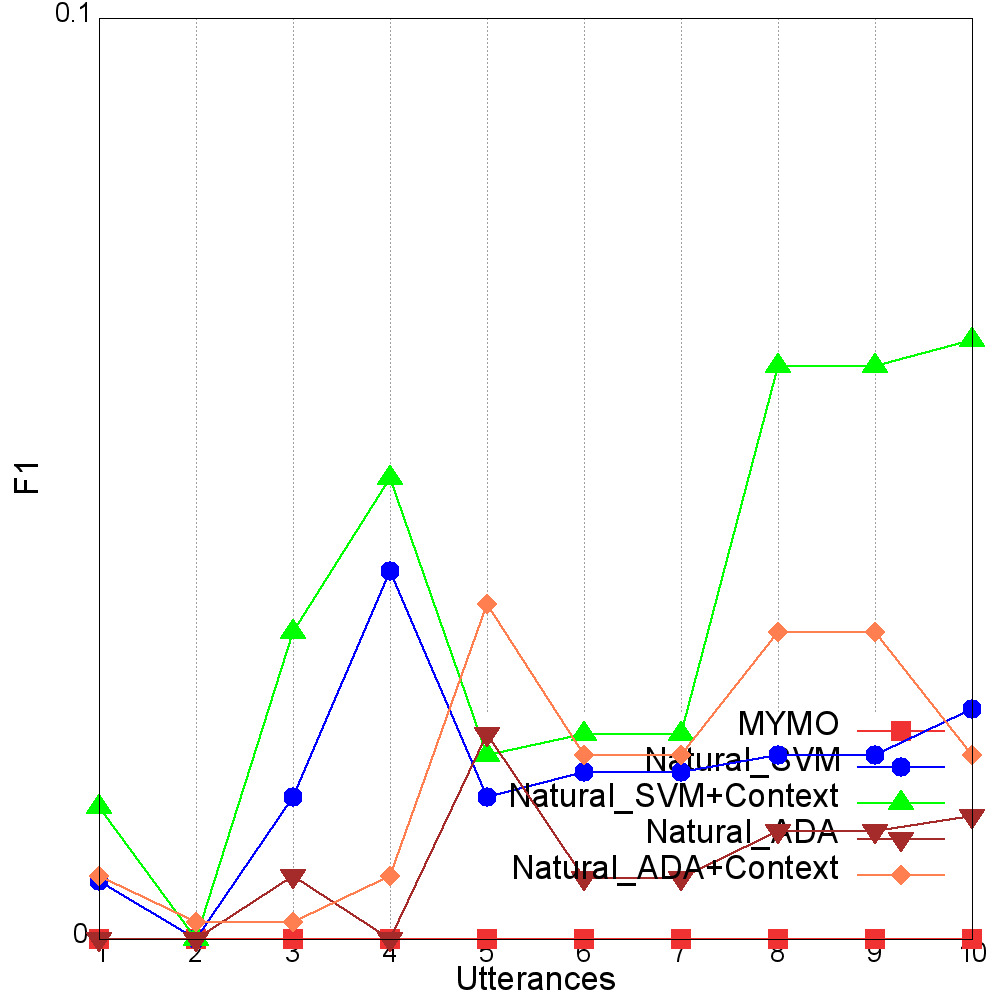 0.1
F1
MYMO
Natural_SVM
Natural_SVM+Context
Natural_ADA
Natural_ADA+Context
0
1 2 3 4 5 6 7 8 9 10
Utterances